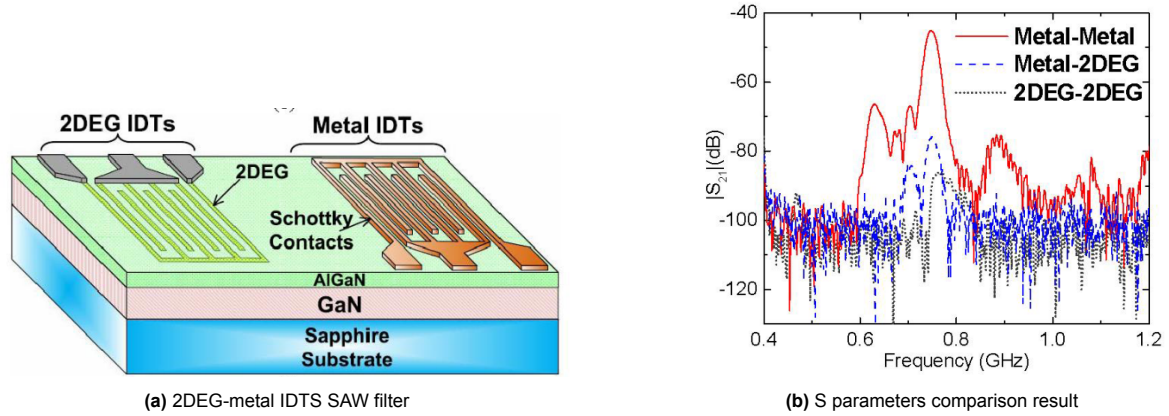 2DEG IDTs
Metal IDTs
2DEG
Schottky
Contacts
AlGaN
GaN
Sapphire
Substrate
(a) 2DEG-metal IDTS SAW filter
-40
-60
-80
-100
-120
|S21|(dB)
Metal-Metal
Metal-2DEG
2DEG-2DEG
0.4
0.6
0.8
1.0
1.2
Frequency (GHz)
(b) S parameters comparison result